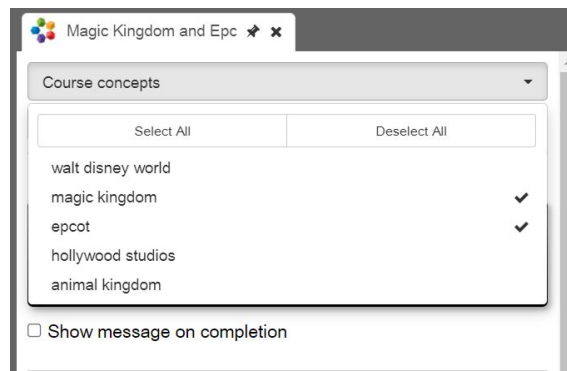 Magic Kingdom and Epc
Course concepts
Select All Deselect All
walt disney world
magic kingdom
epcot
hollywood studios
animal kingdom
Show message on completion